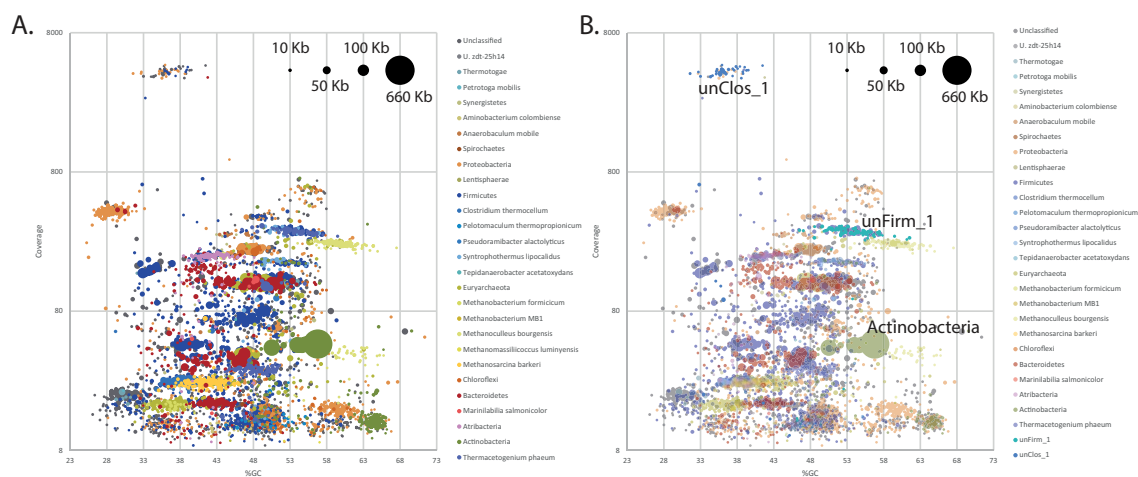 A.
8000
800
80
8
Coverage
23
28
33
38
43
48
53
58
63
68
73
%GC
10 Kb
100 Kb
50 Kb
660 Kb
Unclassified
U. zdt-25h14
Thermotogae
Petrotoga mobilis
Synergistetes
Aminobacterium colombiense
Anaerobaculum mobile
Spirochaetes
Proteobacteria
Lentisphaerae
Firmicutes
Clostridium thermocellum
Pelotomaculum thermopropionicum
Pseudoramibacter alactolyticus
Syntrophothermus lipocalidus
Tepidanaerobacter acetatoxydans
Euryarchaeota
Methanobacterium formicicum
Methanobacterium MB1
Methanoculleus bourgensis
Methanomassiliicoccus luminyensis
Methanosarcina barkeri
Chloroflexi
Bacteroidetes
Marinilabilia salmonicolor
Atribacteria
Actinobacteria
Thermacetogenium phaeum
B.
8000
800
80
8
Coverage
23
28
33
38
43
48
53
58
63
68
73
%GC
10 Kb
100 Kb
50 Kb
660 Kb
unClos_1
unFirm_1
Actinobacteria
Unclassified
U. zdt-25h14
Thermotogae
Petrotoga mobilis
Synergistetes
Aminobacterium colombiense
Anaerobaculum mobile
Spirochaetes
Proteobacteria
Lentisphaerae
Firmicutes
Clostridium thermocellum
Pelotomaculum thermopropionicum
Pseudoramibacter alactolyticus
Syntrophothermus lipocalidus
Tepidanaerobacter acetatoxydans
Euryarchaeota
Methanobacterium formicicum
Methanobacterium MB1
Methanoculleus bourgensis
Methanosarcina barkeri
Chloroflexi
Bacteroidetes
Marinilabilia salmonicolor
Atribacteria
Actinobacteria
Thermacetogenium phaeum
unFirm_1
unClos_1